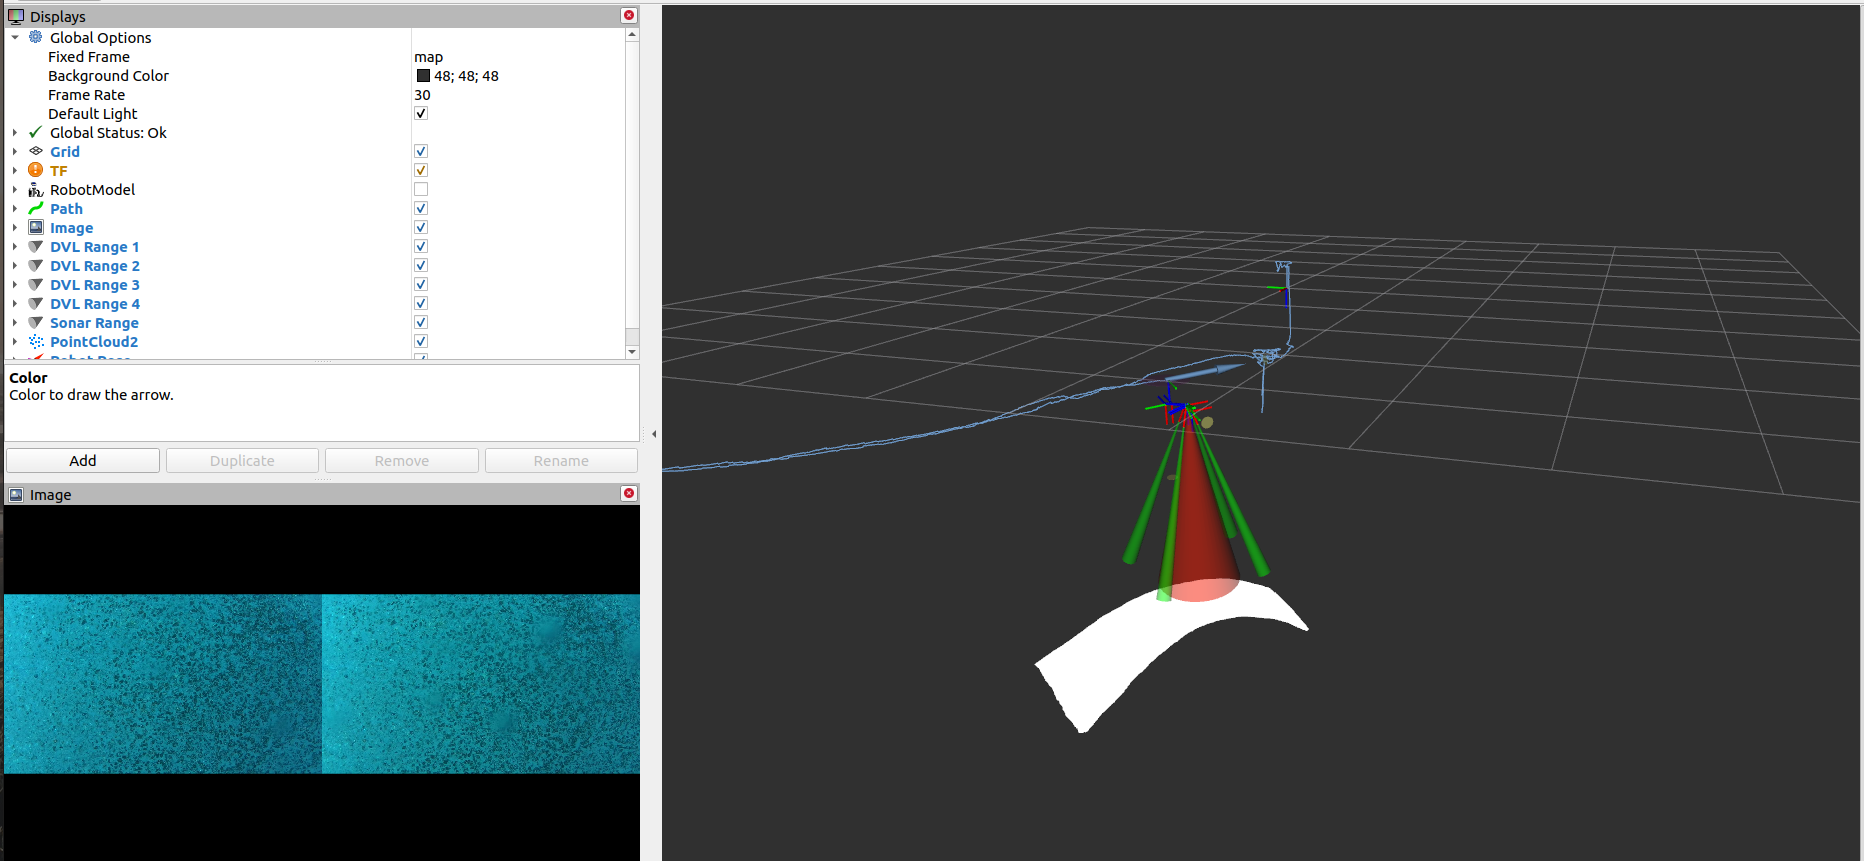 Displays
Global Options
Fixed Frame map
Background Color 48; 48; 48
Frame Rate 30
Default Light
Global Status: Ok
Grid
TF
RobotModel
Path
Image
DVL Range 1
DVL Range 2
DVL Range 3
DVL Range 4
Sonar Range
PointCloud2
Color
Color to draw the arrow.
Add Duplicate Remove Rename
Image